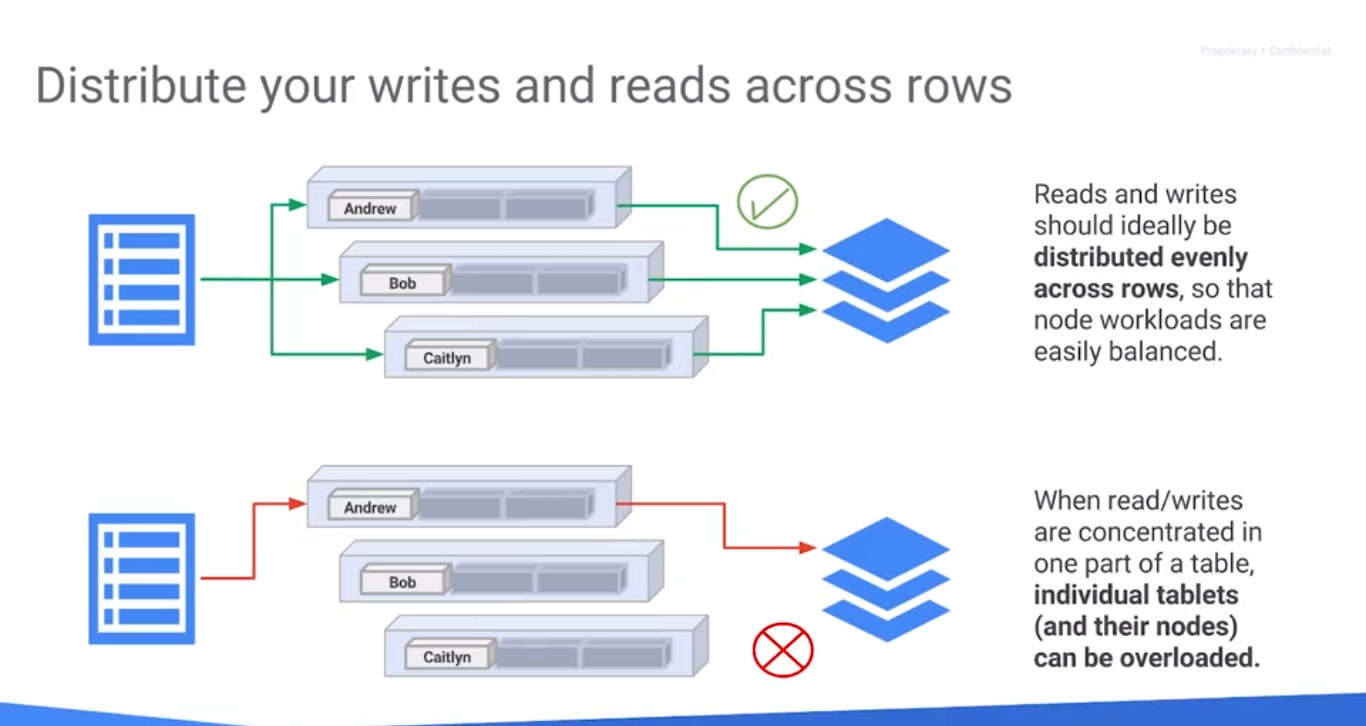 Proprietary + Confidential
Distribute your writes and reads across rows
Andrew
Bob
Caitlyn
Reads and writes
should ideally be
distributed evenly
across rows, so that
node workloads are
easily balanced.
Andrew
Bob
Caitlyn
When read/writes
are concentrated in
one part of a table,
individual tablets
(and their nodes)
can be overloaded.